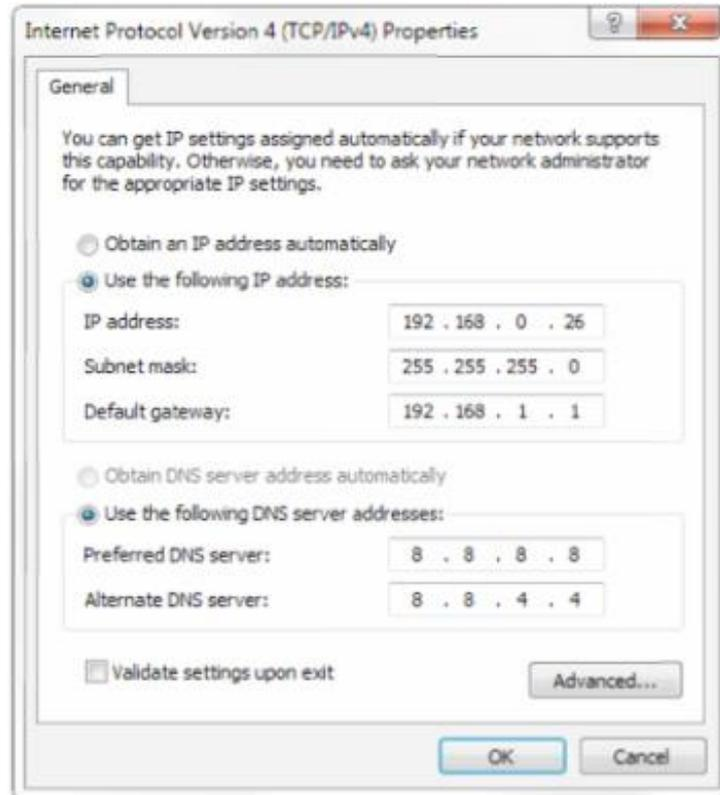 Internet Protocol Version 4 (TCP/IPv4) Properties
General
You can get IP settings assigned automatically if your network supports
this capability. Otherwise, you need to ask your network administrator
for the appropriate IP settings.
Obtain an IP address automatically
Use the following IP address:
IP address: 192 . 168 . 0 . 26
Subnet mask: 255 . 255 . 255 . 0
Default gateway: 192 . 168 . 1 . 1
Obtain DNS server address automatically
Use the following DNS server addresses:
Preferred DNS server: 8 . 8 . 8 . 8
Alternate DNS server: 8 . 8 . 4 . 4
Validate settings upon exit
Advanced...
OK Cancel